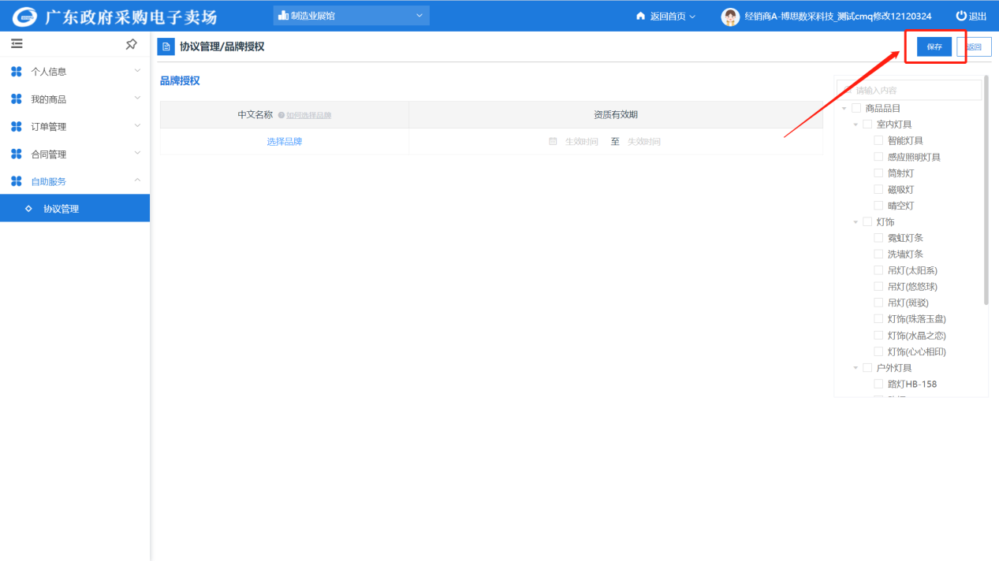 广东政府采购电子卖场
制造业展馆
返回首页
经销商A-博思数采科技_测试cmq修改12120324
退出
协议管理/品牌授权
保存
返回
个人信息
我的商品
订单管理
合同管理
自助服务
协议管理
品牌授权
中文名称 如何选择品牌
资质有效期
选择品牌
生效时间 至 失效时间
请输入内容
商品品目
室内灯具
智能灯具
感应照明灯具
筒射灯
磁吸灯
晴空灯
灯饰
霓虹灯条
洗墙灯条
吊灯(太阳系)
吊灯(悠悠球)
吊灯(斑驳)
灯饰(珠落玉盘)
灯饰(水晶之恋)
灯饰(心心相印)
户外灯具
路灯HB-158